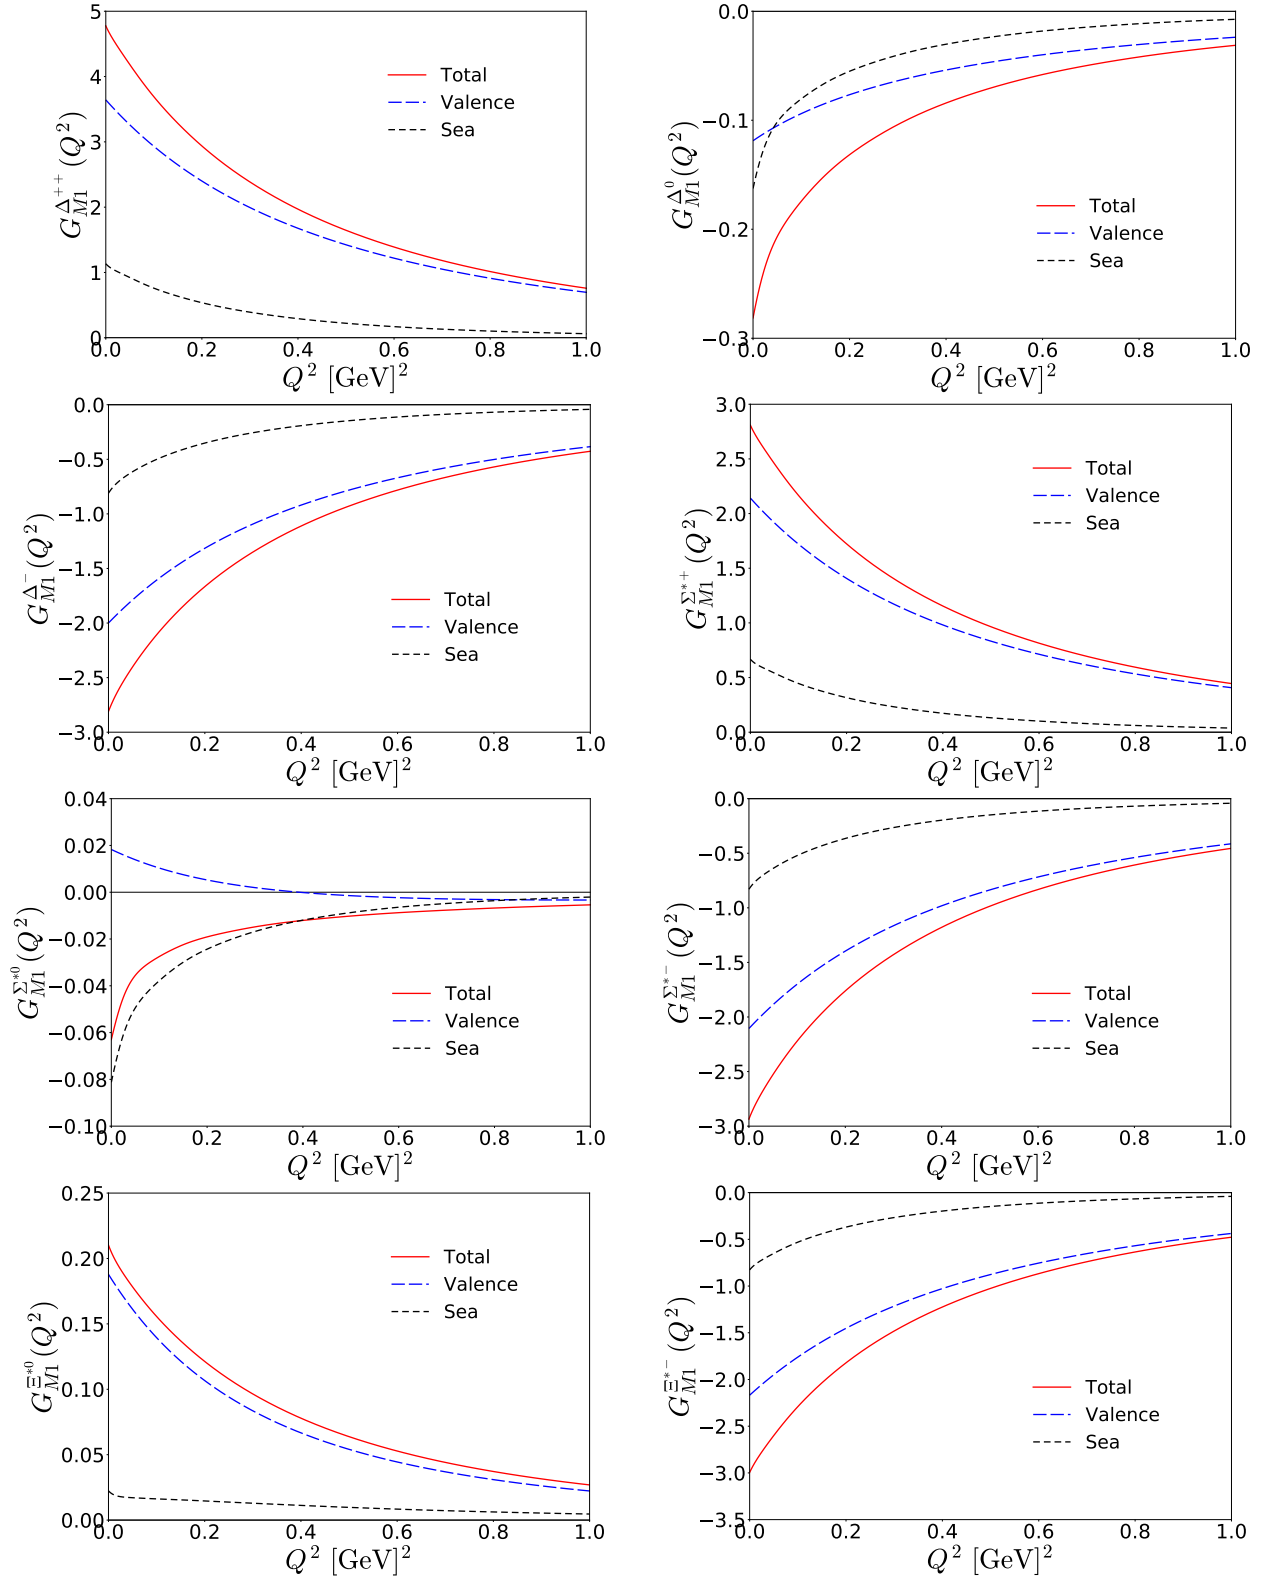 G_{M1}^{Δ^{++}}(Q^2)
5
4
3
2
1
0
Total
Valence
Sea
0.0 0.2 0.4 0.6 0.8 1.0
Q^2 [GeV]^2
G_{M1}^{Δ^0}(Q^2)
0.0
−0.1
−0.2
−0.3
Total
Valence
Sea
0.0 0.2 0.4 0.6 0.8 1.0
Q^2 [GeV]^2
G_{M1}^{Δ^−}(Q^2)
0.0
−0.5
−1.0
−1.5
−2.0
−2.5
−3.0
Total
Valence
Sea
0.0 0.2 0.4 0.6 0.8 1.0
Q^2 [GeV]^2
G_{M1}^{Σ^{*+}}(Q^2)
3.0
2.5
2.0
1.5
1.0
0.5
0.0
Total
Valence
Sea
0.0 0.2 0.4 0.6 0.8 1.0
Q^2 [GeV]^2
G_{M1}^{Σ^{*0}}(Q^2)
0.04
0.02
0.00
−0.02
−0.04
−0.06
−0.08
−0.10
Total
Valence
Sea
0.0 0.2 0.4 0.6 0.8 1.0
Q^2 [GeV]^2
G_{M1}^{Σ^{*−}}(Q^2)
0.0
−0.5
−1.0
−1.5
−2.0
−2.5
−3.0
Total
Valence
Sea
0.0 0.2 0.4 0.6 0.8 1.0
Q^2 [GeV]^2
G_{M1}^{Ξ^{*0}}(Q^2)
0.25
0.20
0.15
0.10
0.05
0.00
Total
Valence
Sea
0.0 0.2 0.4 0.6 0.8 1.0
Q^2 [GeV]^2
G_{M1}^{Ξ^{*−}}(Q^2)
0.0
−0.5
−1.0
−1.5
−2.0
−2.5
−3.0
−3.5
Total
Valence
Sea
0.0 0.2 0.4 0.6 0.8 1.0
Q^2 [GeV]^2